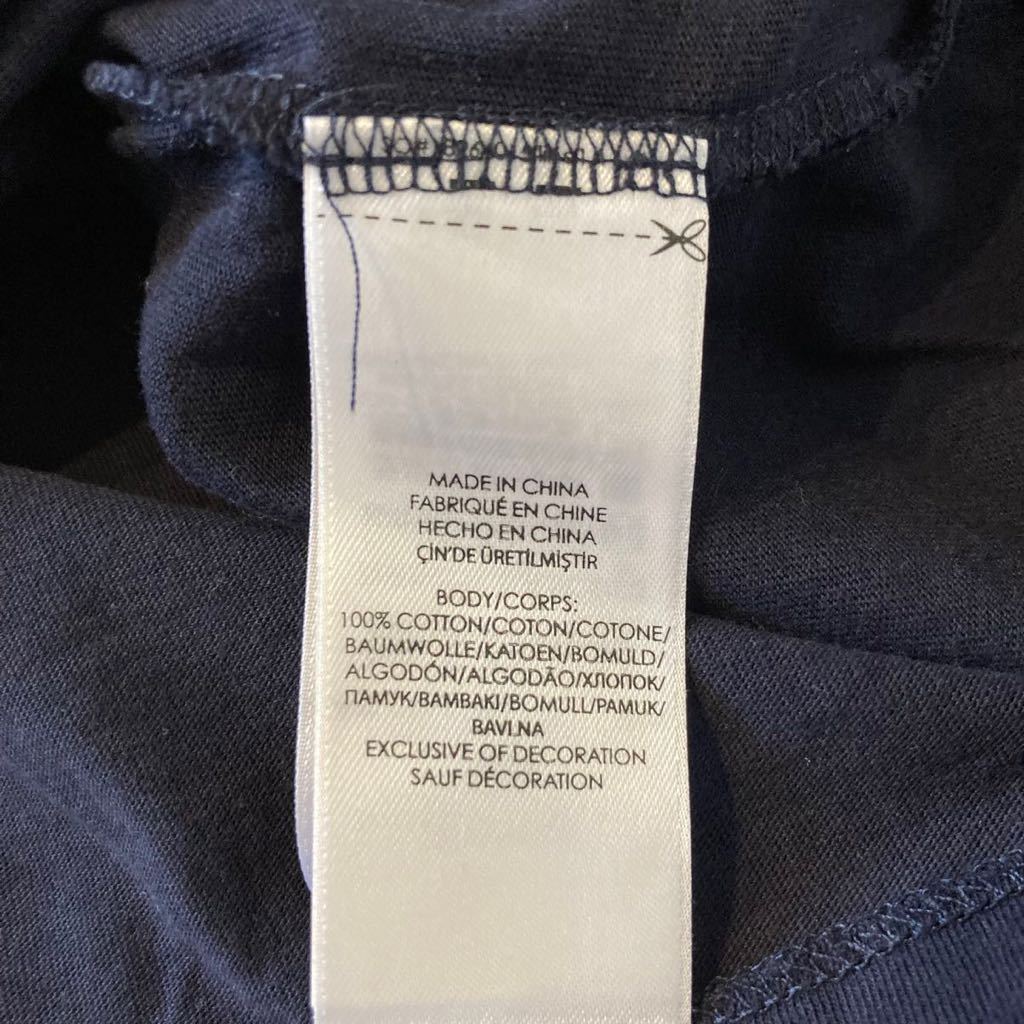 MADE IN CHINA
FABRIQUÉ EN CHINE
HECHO EN CHINA
ÇİN'DE ÜRETİLMİŞTİR
BODY/CORPS:
100% COTTON/COTON/COTONE/
BAUMWOLLE/KATOEN/BOMULD/
ALGODÓN/ALGODÃO/ХЛОПОК/
ПАМУК/BAMBAKI/BOMULL/PAMUK/
BAVLNA
EXCLUSIVE OF DECORATION
SAUF DÉCORATION